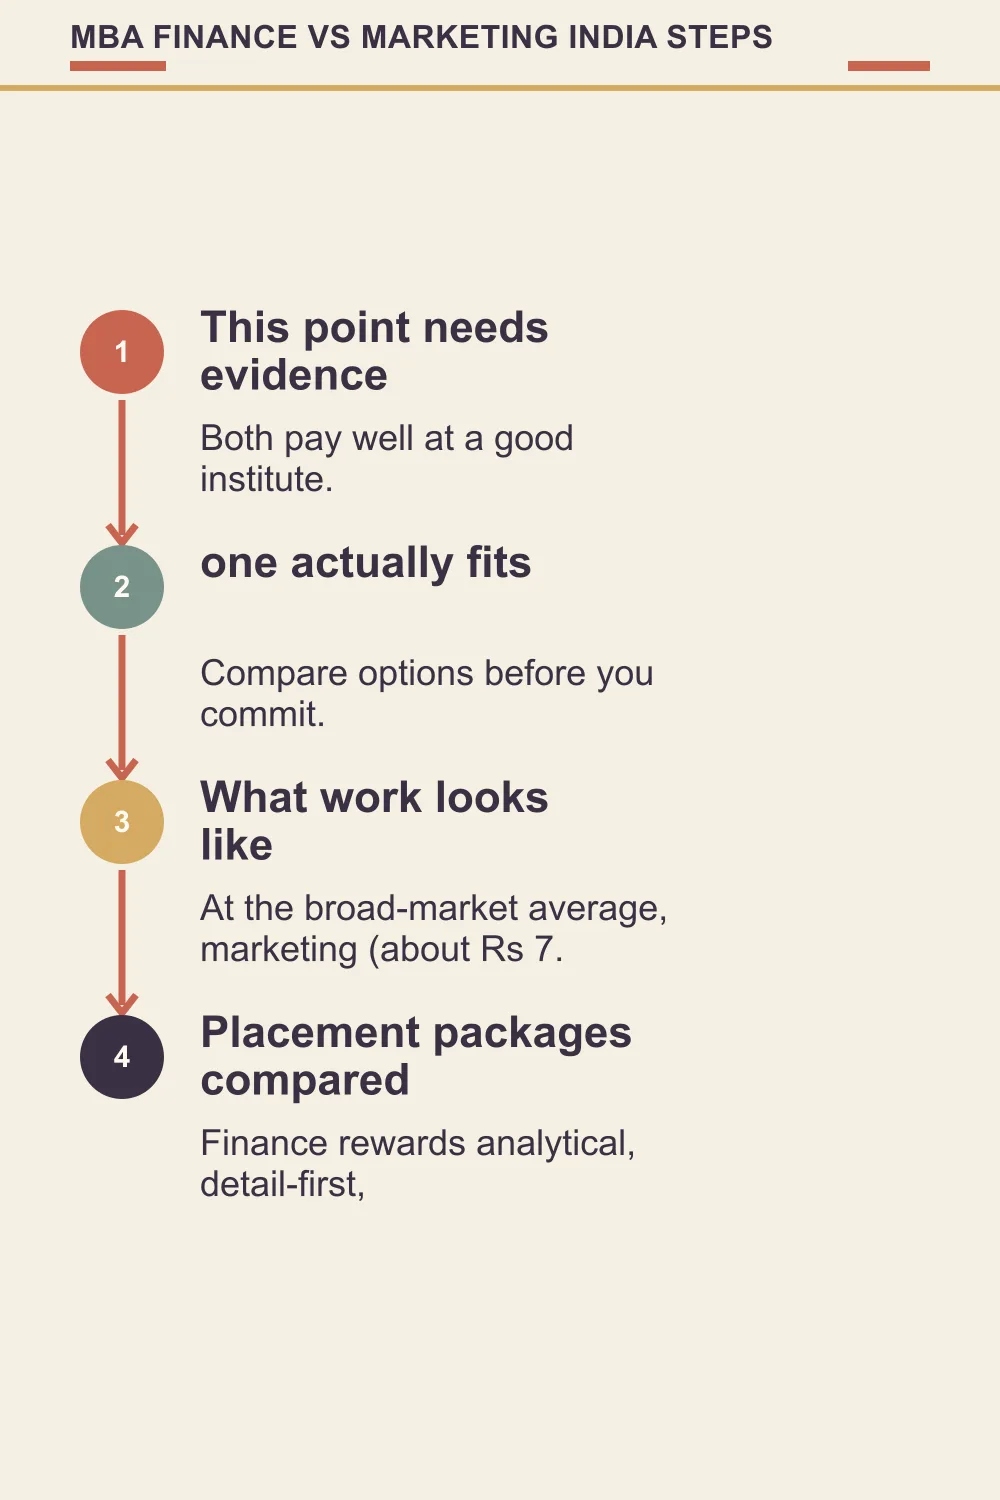 MBA FINANCE VS MARKETING INDIA STEPS
1
This point needs
evidence
Both pay well at a good
institute.
2
one actually fits
Compare options before you
commit.
3
What work looks
like
At the broad-market average,
marketing (about Rs 7.
4
Placement packages
compared
Finance rewards analytical,
detail-first,